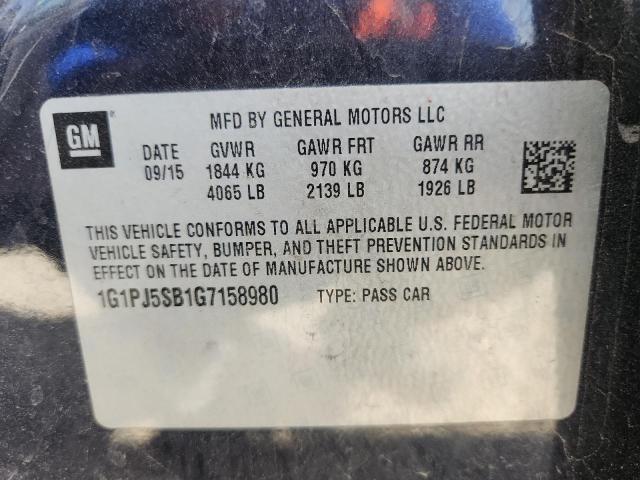 GM
MFD BY GENERAL MOTORS LLC
DATE GVWR GAWR FRT GAWR RR
09/15 1844 KG 970 KG 874 KG
4065 LB 2139 LB 1926 LB
THIS VEHICLE CONFORMS TO ALL APPLICABLE U.S. FEDERAL MOTOR
VEHICLE SAFETY, BUMPER, AND THEFT PREVENTION STANDARDS IN
EFFECT ON THE DATE OF MANUFACTURE SHOWN ABOVE.
1G1PJ5SB1G7158980 TYPE: PASS CAR